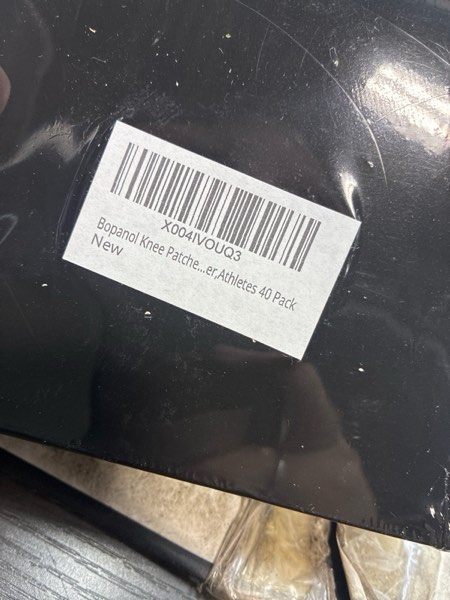 X004IVOUQ3
Bopanol Knee Patche...er,Athletes 40 Pack
New